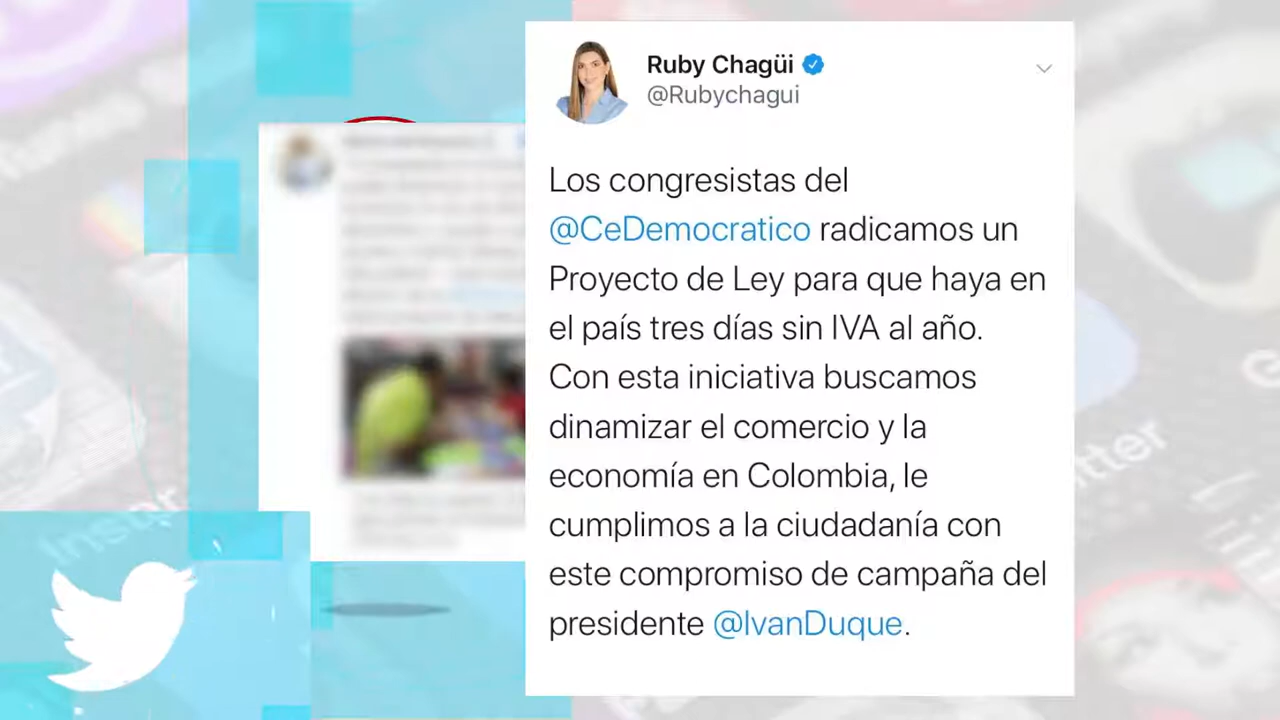 Ruby Chagüi
@Rubychagui
Los congresistas del
@CeDemocratico radicamos un
Proyecto de Ley para que haya en
el país tres días sin IVA al año.
Con esta iniciativa buscamos
dinamizar el comercio y la
economía en Colombia, le
cumplimos a la ciudadanía con
este compromiso de campaña del
presidente @IvanDuque.